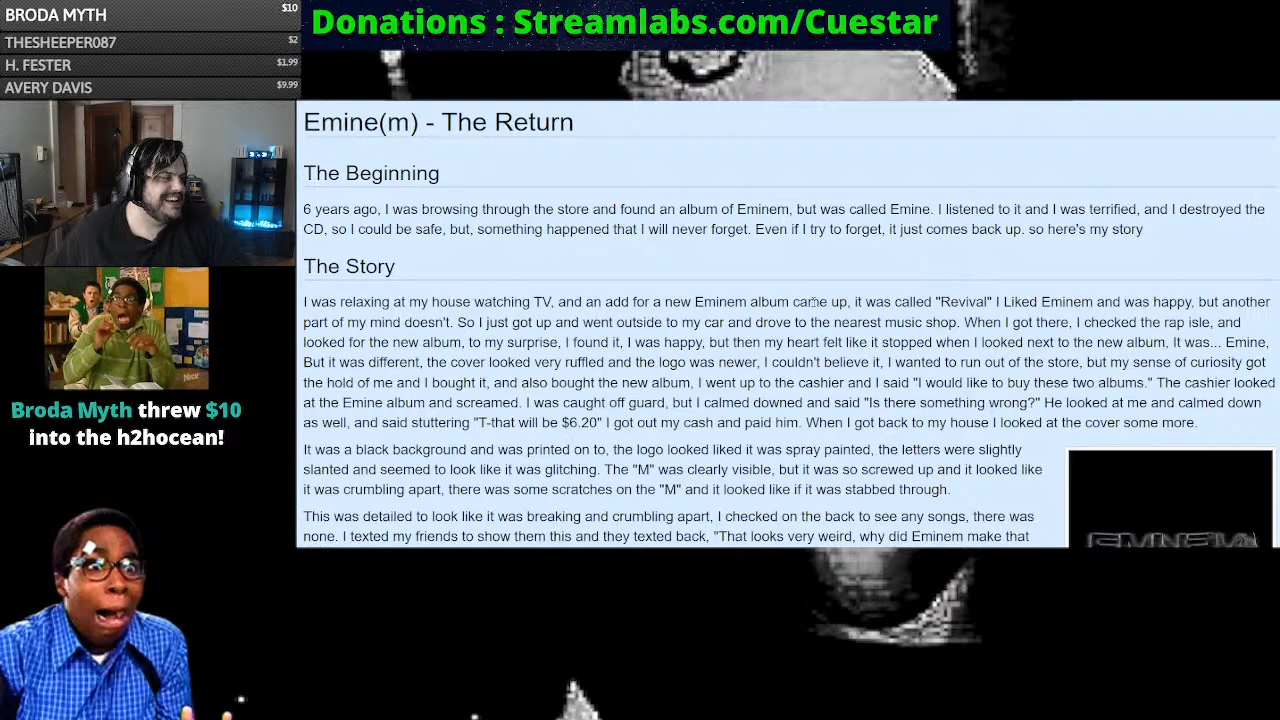 BRODA MYTH $10
THESHEEPER087 $2
H. FESTER $1.99
AVERY DAVIS $9.99
Donations : Streamlabs.com/Cuestar
NICK
Broda Myth threw $10
into the h2hocean!
Emine(m) - The Return
The Beginning
6 years ago, I was browsing through the store and found an album of Eminem, but was called Emine. I listened to it and I was terrified, and I destroyed the
CD, so I could be safe, but, something happened that I will never forget. Even if I try to forget, it just comes back up. so here's my story
The Story
I was relaxing at my house watching TV, and an add for a new Eminem album came up, it was called "Revival" I Liked Eminem and was happy, but another
part of my mind doesn't. So I just got up and went outside to my car and drove to the nearest music shop. When I got there, I checked the rap isle, and
looked for the new album, to my surprise, I found it, I was happy, but then my heart felt like it stopped when I looked next to the new album, It was... Emine,
But it was different, the cover looked very ruffled and the logo was newer, I couldn't believe it, I wanted to run out of the store, but my sense of curiosity got
the hold of me and I bought it, and also bought the new album, I went up to the cashier and I said "I would like to buy these two albums." The cashier looked
at the Emine album and screamed. I was caught off guard, but I calmed downed and said "Is there something wrong?" He looked at me and calmed down
as well, and said stuttering "T-that will be $6.20" I got out my cash and paid him. When I got back to my house I looked at the cover some more.
It was a black background and was printed on to, the logo looked liked it was spray painted, the letters were slightly
slanted and seemed to look like it was glitching. The "M" was clearly visible, but it was so screwed up and it looked like
it was crumbling apart, there was some scratches on the "M" and it looked like if it was stabbed through.
This was detailed to look like it was breaking and crumbling apart, I checked on the back to see any songs, there was
none. I texted my friends to show them this and they texted back, "That looks very weird, why did Eminem make that
EMINEM